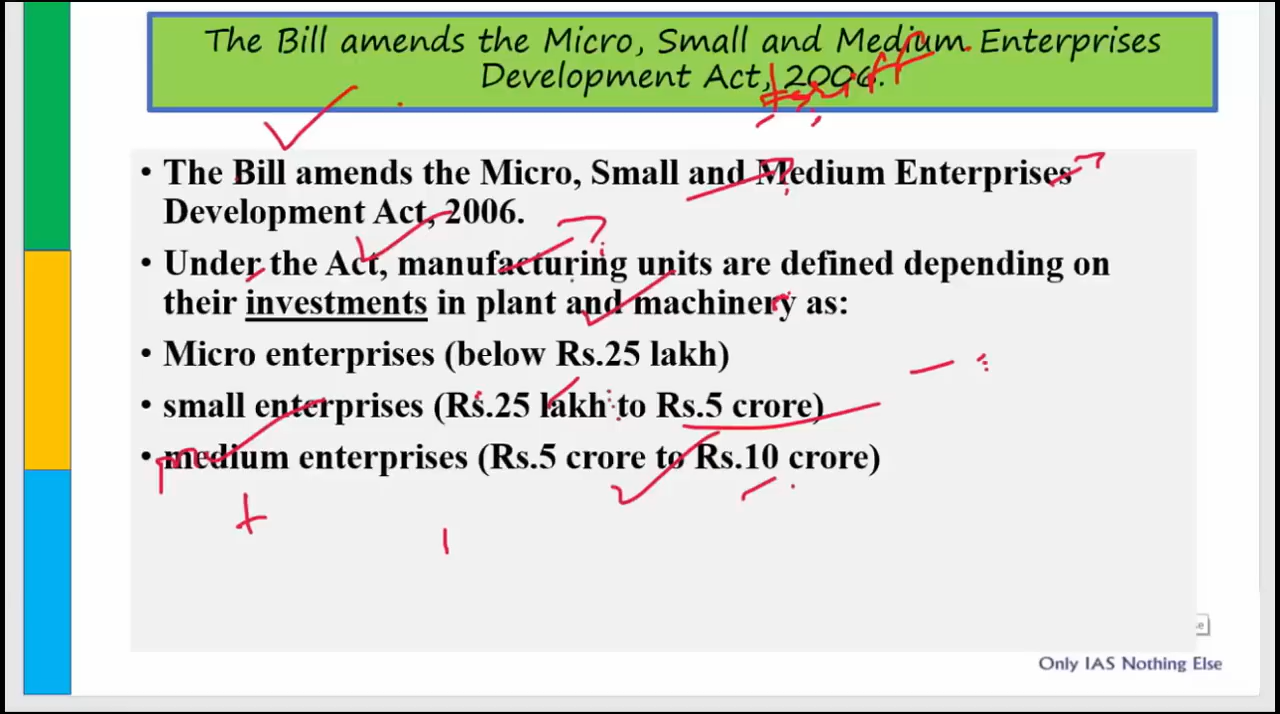 The Bill amends the Micro, Small and Medium Enterprises
Development Act, 2006.
tariff
• The Bill amends the Micro, Small and Medium Enterprises
Development Act, 2006.
• Under the Act, manufacturing units are defined depending on
their investments in plant and machinery as:
• Micro enterprises (below Rs.25 lakh)
• small enterprises (Rs.25 lakh to Rs.5 crore)
• medium enterprises (Rs.5 crore to Rs.10 crore)
Only IAS Nothing Else